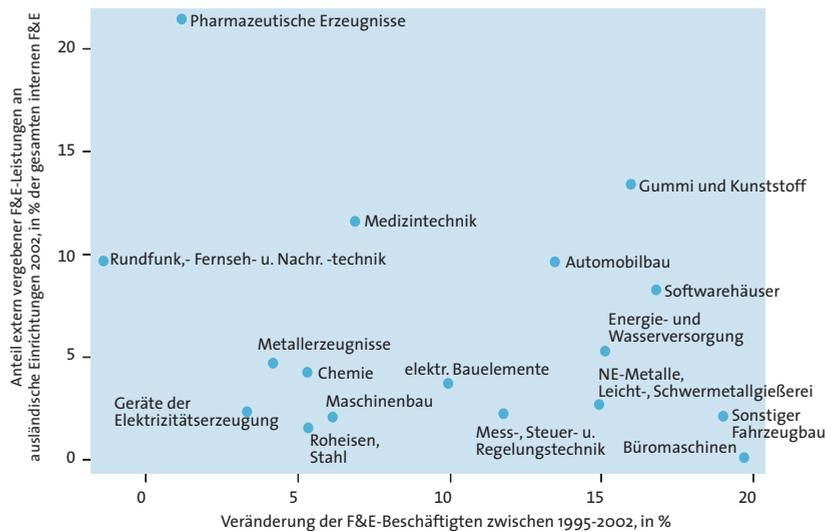 Anteil extern vergebener F&E-Leistungen an
ausländische Einrichtungen 2002, in % der gesamten internen F&E
20
15
10
5
0
Pharmazeutische Erzeugnisse
Gummi und Kunststoff
Medizintechnik
Rundfunk,- Fernseh- u. Nachr. -technik
Automobilbau
Softwarehäuser
Energie- und
Wasserversorgung
Metallerzeugnisse
Chemie
elektr. Bauelemente
NE-Metalle,
Leicht-, Schwermetallgießerei
Geräte der
Elektrizitätserzeugung
Maschinenbau
Roheisen,
Stahl
Mess-, Steuer- u.
Regelungstechnik
Sonstiger
Fahrzeugbau
Büromaschinen
0
5
10
15
20
Veränderung der F&E-Beschäftigten zwischen 1995-2002, in %